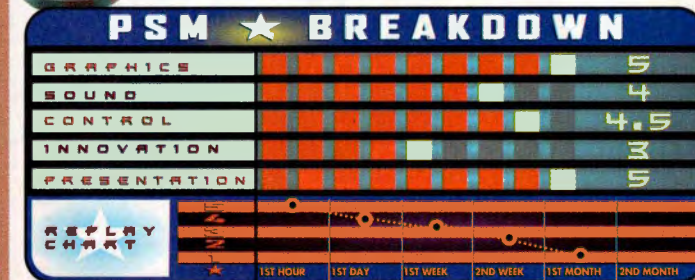 PSM ★ BREAKDOWN
GRAPHICS 5
SOUND 4
CONTROL 4.5
INNOVATION 3
PRESENTATION 5
REPLAY
CHART
1ST HOUR 1ST DAY 1ST WEEK 2ND WEEK 1ST MONTH 2ND MONTH